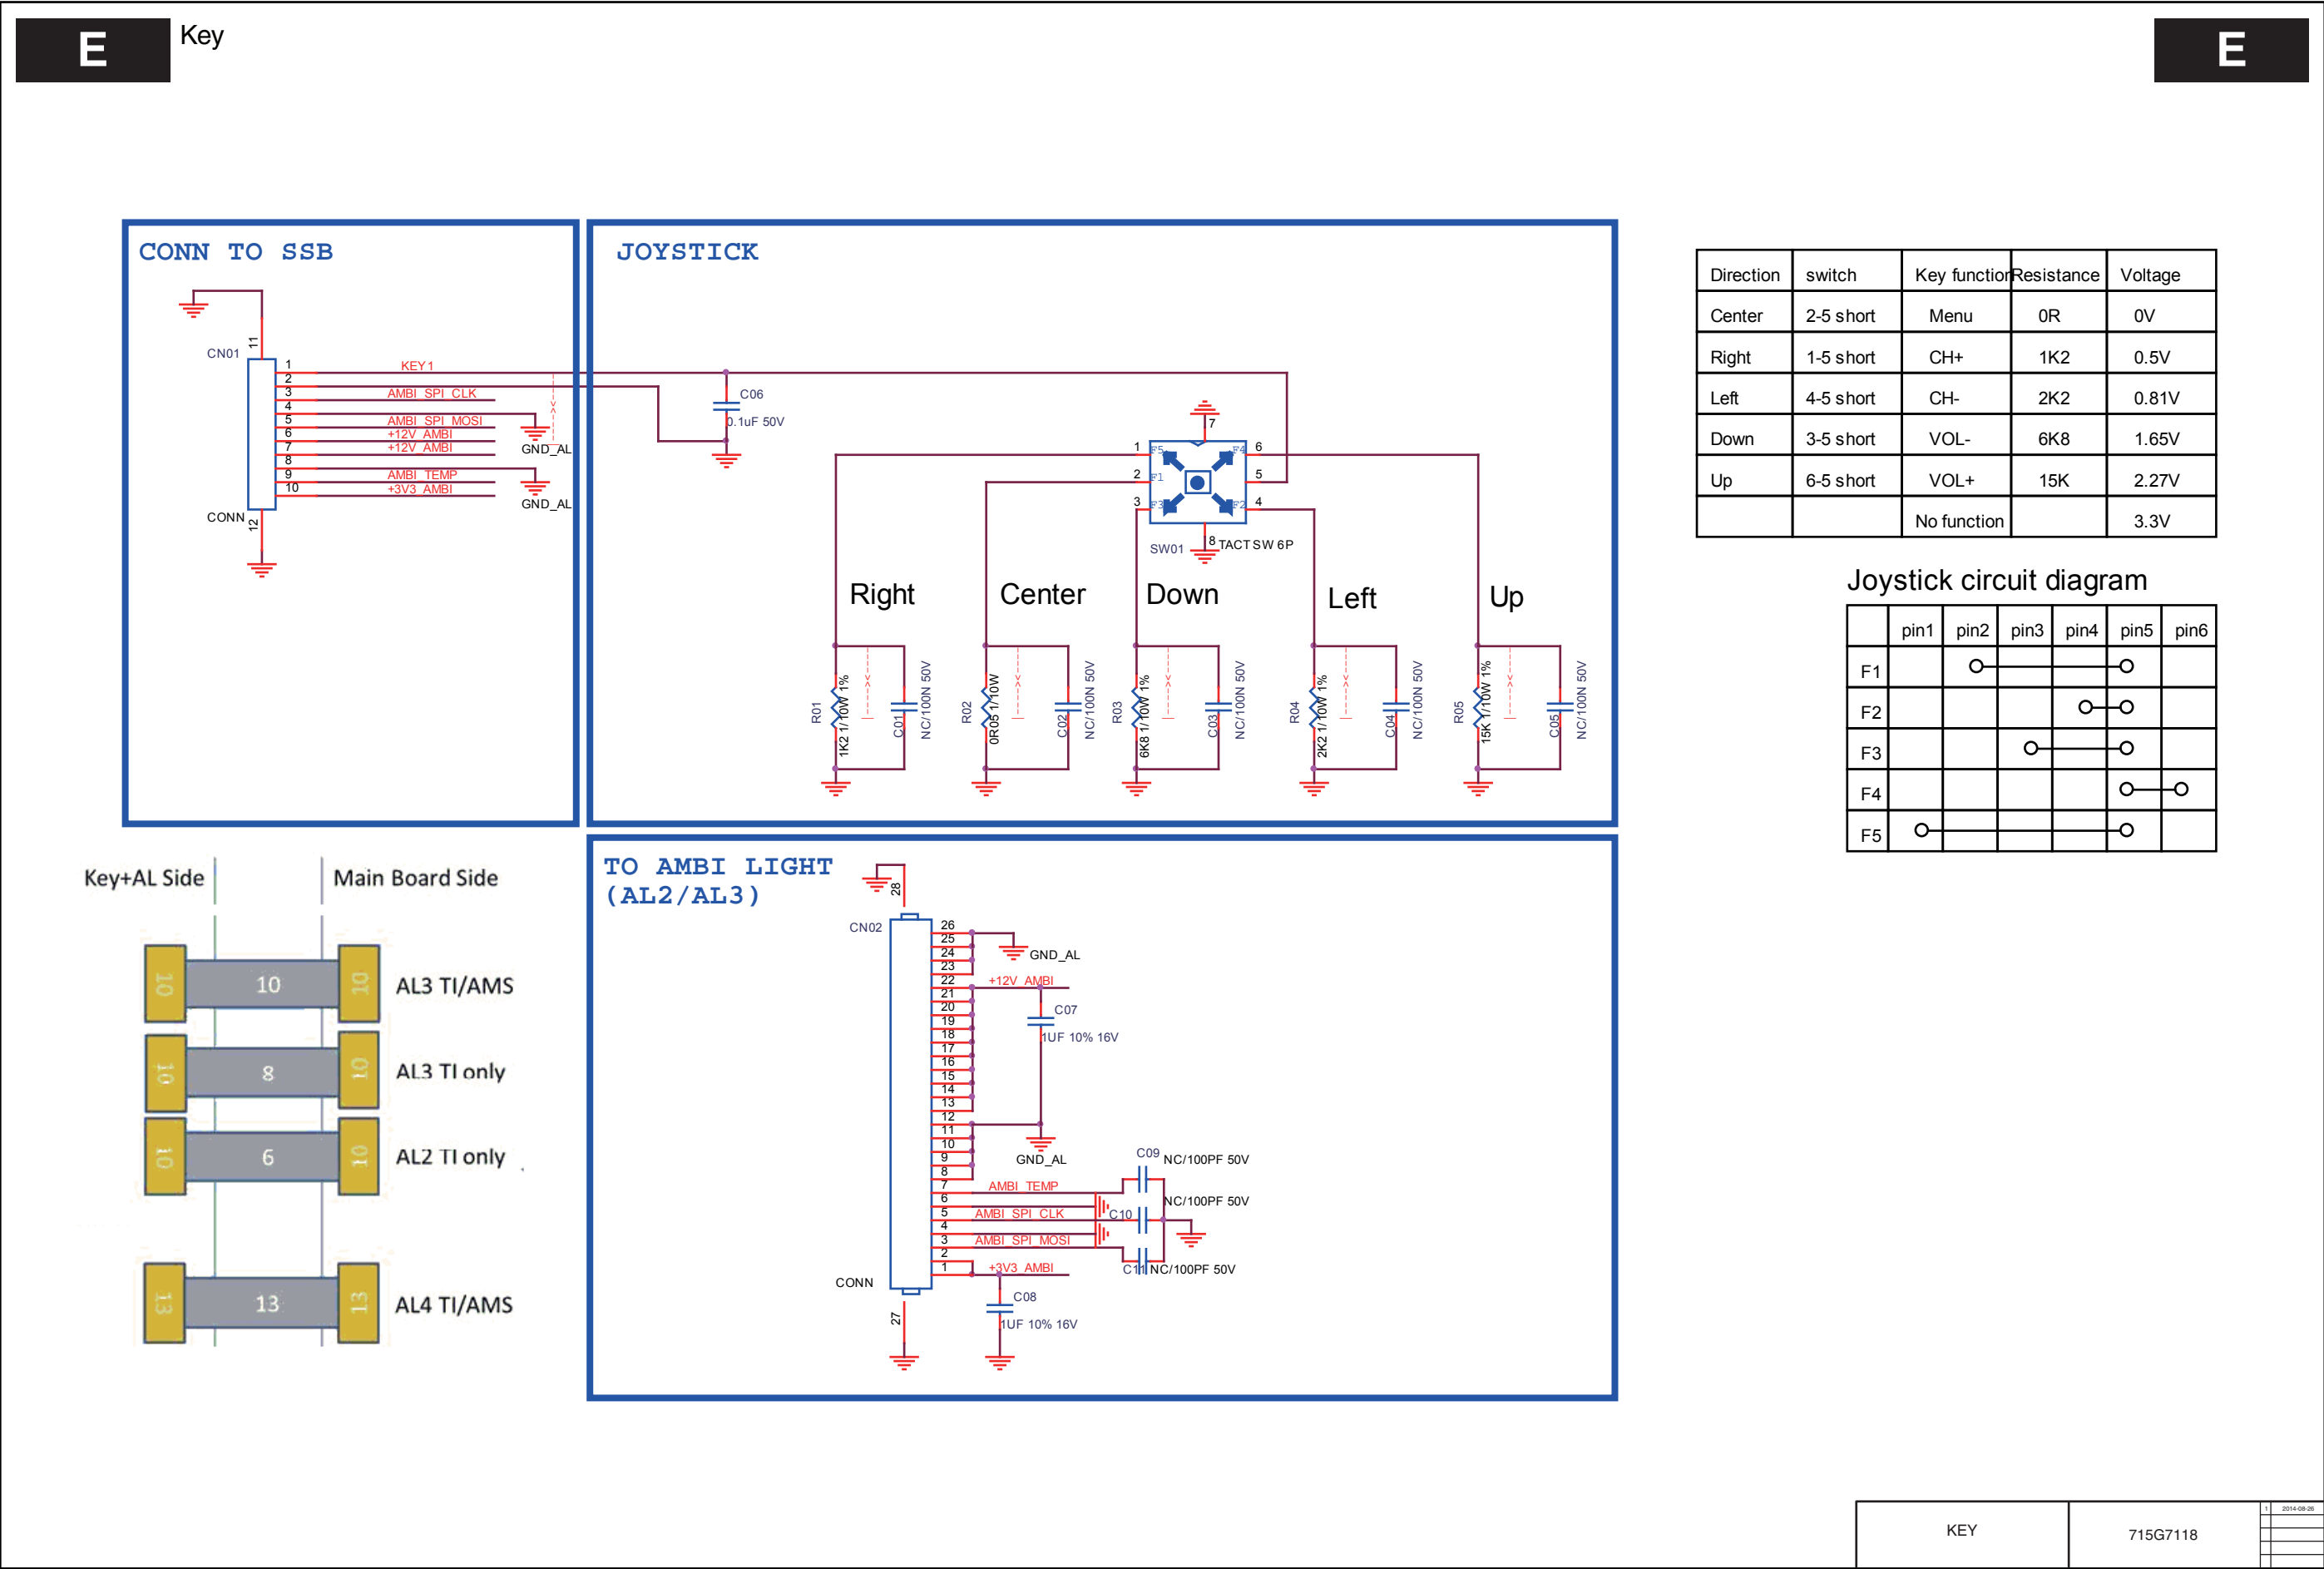 E
Key
E
CONN TO SSB
CN01
11
1
2
3
4
5
6
7
8
9
10
KEY1
AMBI_SPI_CLK
AMBI_SPI_MOSI
+12V_AMBI
+12V_AMBI
AMBI_TEMP
+3V3_AMBI
GND_AL
GND_AL
CONN
12
JOYSTICK
C06
0.1uF 50V
7
1 F5 F4 6
2 F1 5
3 F3 F2 4
SW01
8 TACT SW 6P
Right
Center
Down
Left
Up
R01
1K2 1/10W 1%
C01
NC/100N 50V
R02
0R05 1/10W
C02
NC/100N 50V
R03
6K8 1/10W 1%
C03
NC/100N 50V
R04
2K2 1/10W 1%
C04
NC/100N 50V
R05
15K 1/10W 1%
C05
NC/100N 50V
Direction switch Key function Resistance Voltage
Center 2-5 short Menu 0R 0V
Right 1-5 short CH+ 1K2 0.5V
Left 4-5 short CH- 2K2 0.81V
Down 3-5 short VOL- 6K8 1.65V
Up 6-5 short VOL+ 15K 2.27V
No function 3.3V
Joystick circuit diagram
pin1 pin2 pin3 pin4 pin5 pin6
F1
F2
F3
F4
F5
Key+AL Side
Main Board Side
10 10 10 AL3 TI/AMS
10 8 10 AL3 TI only
10 6 10 AL2 TI only
13 13 13 AL4 TI/AMS
TO AMBI LIGHT
(AL2/AL3)
28
CN02
26
25
24
23
22
21
20
19
18
17
16
15
14
13
12
11
10
9
8
7
6
5
4
3
2
1
GND_AL
+12V_AMBI
C07
1UF 10% 16V
GND_AL
AMBI_TEMP
AMBI_SPI_CLK
AMBI_SPI_MOSI
+3V3_AMBI
C09 NC/100PF 50V
NC/100PF 50V
C10
C11 NC/100PF 50V
CONN
27
C08
1UF 10% 16V
KEY
715G7118
1 2014-08-26